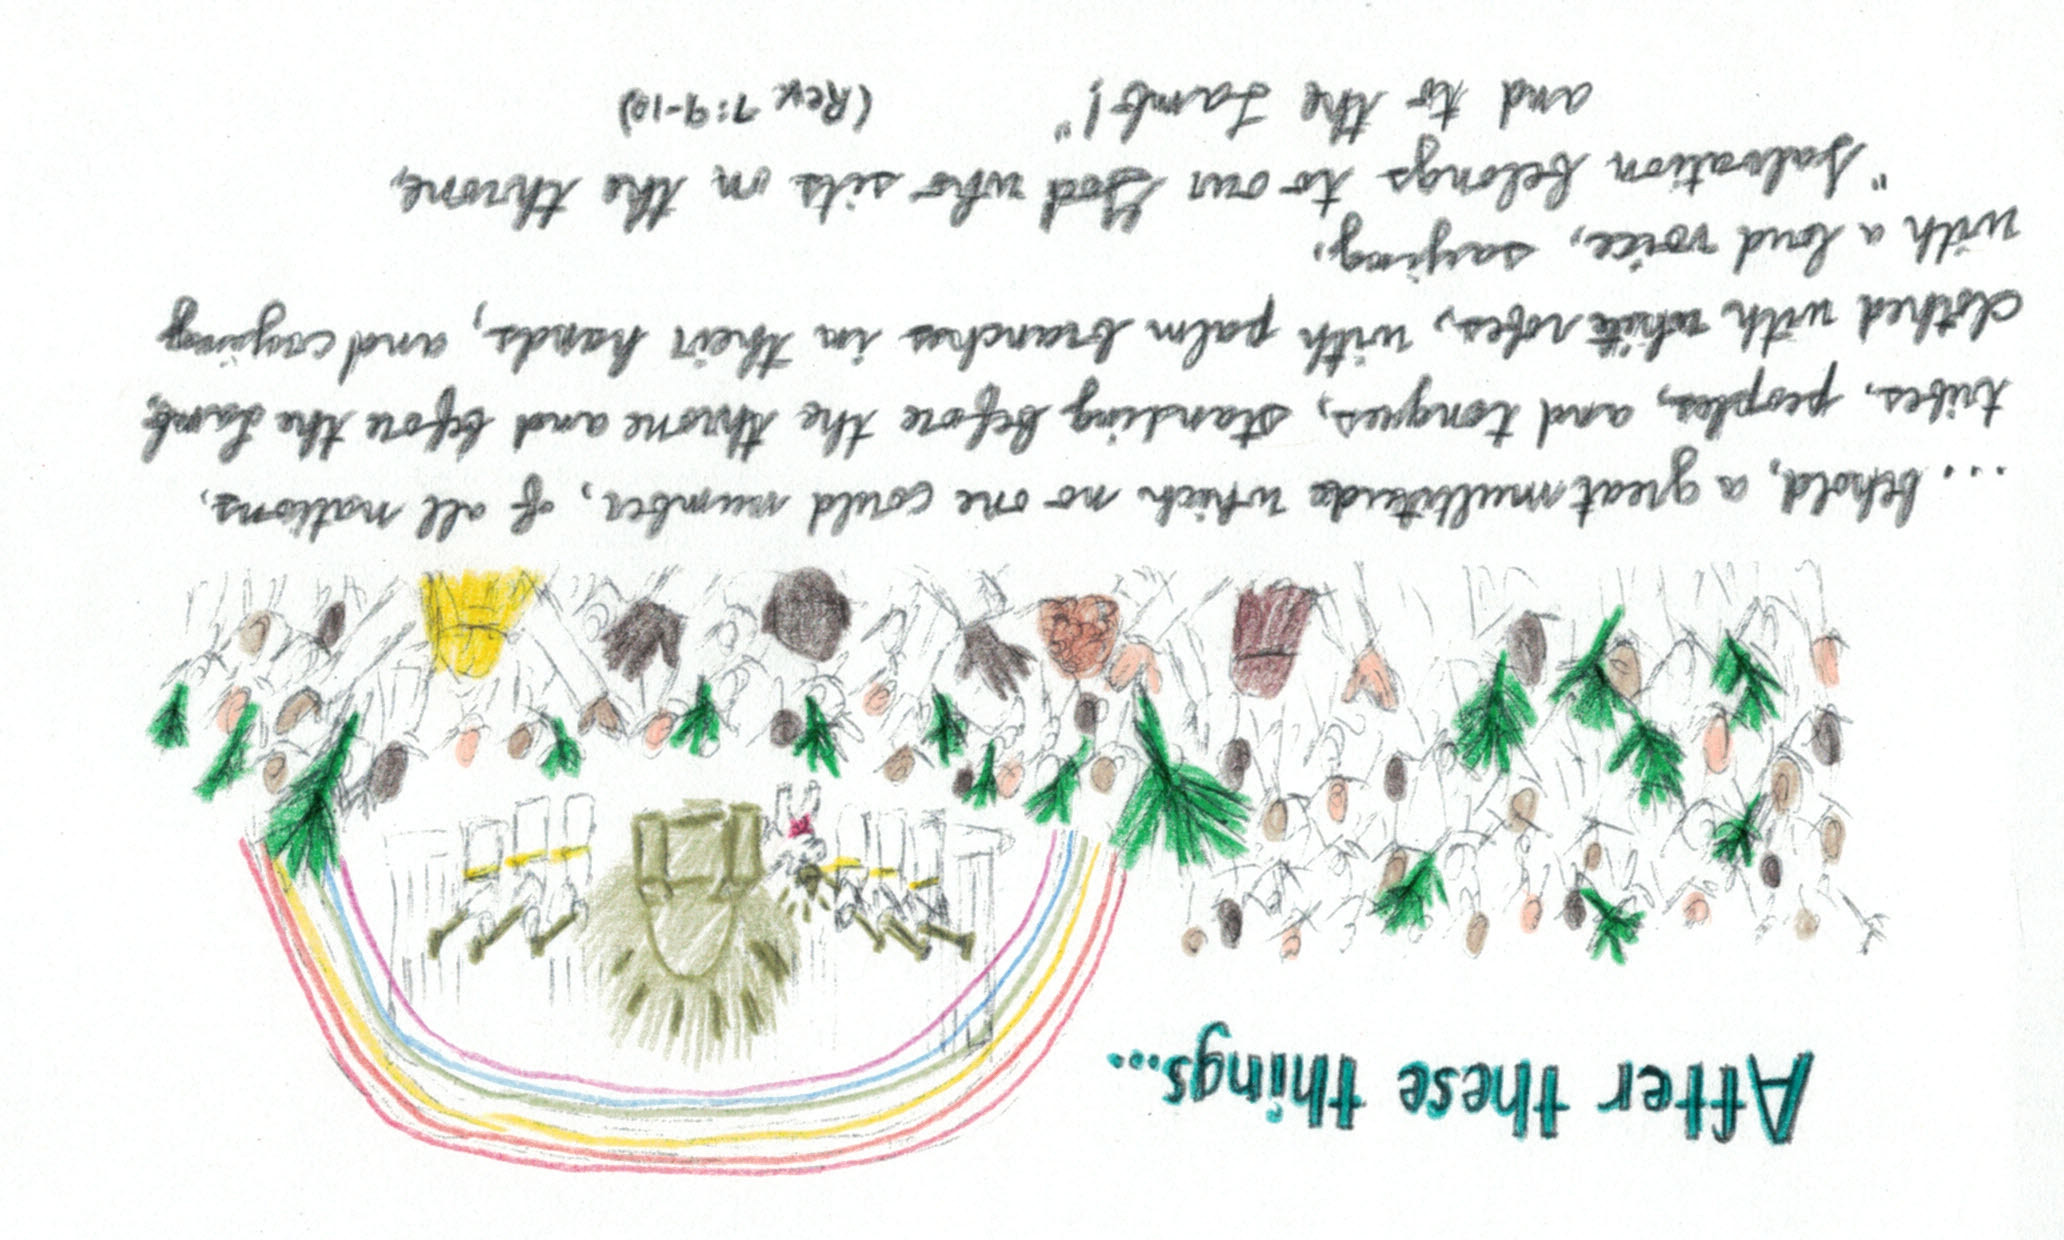 After these things...
... behold, a great multitude which no one could number, of all nations,
tribes, peoples, and tongues, standing before the throne and before the Lamb,
clothed with white robes, with palm branches in their hands, and crying
with a loud voice, saying,
"Salvation belongs to our God who sits on the throne,
and to the Lamb!" (Rev. 7:9-10)